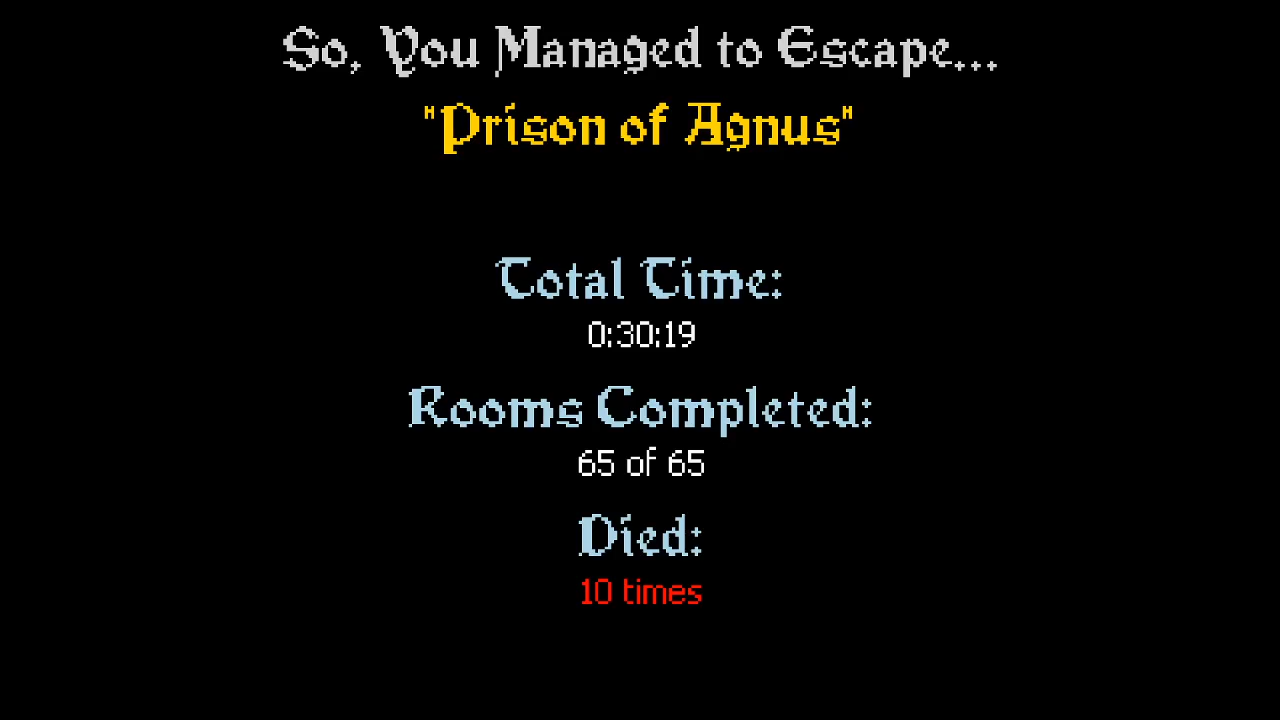 So, You Managed to Escape...
"Prison of Agnus"
Total Time:
0:30:19
Rooms Completed:
65 of 65
Died:
10 times